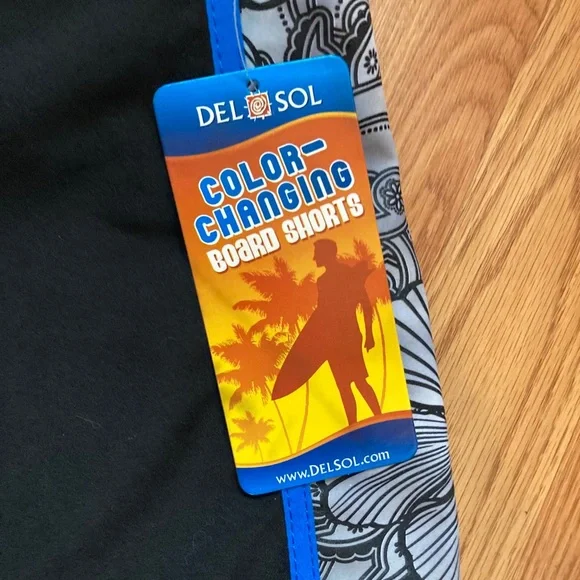 DEL SOL
COLOR-
CHANGING
BOARD SHORTS
www.DELSOL.com